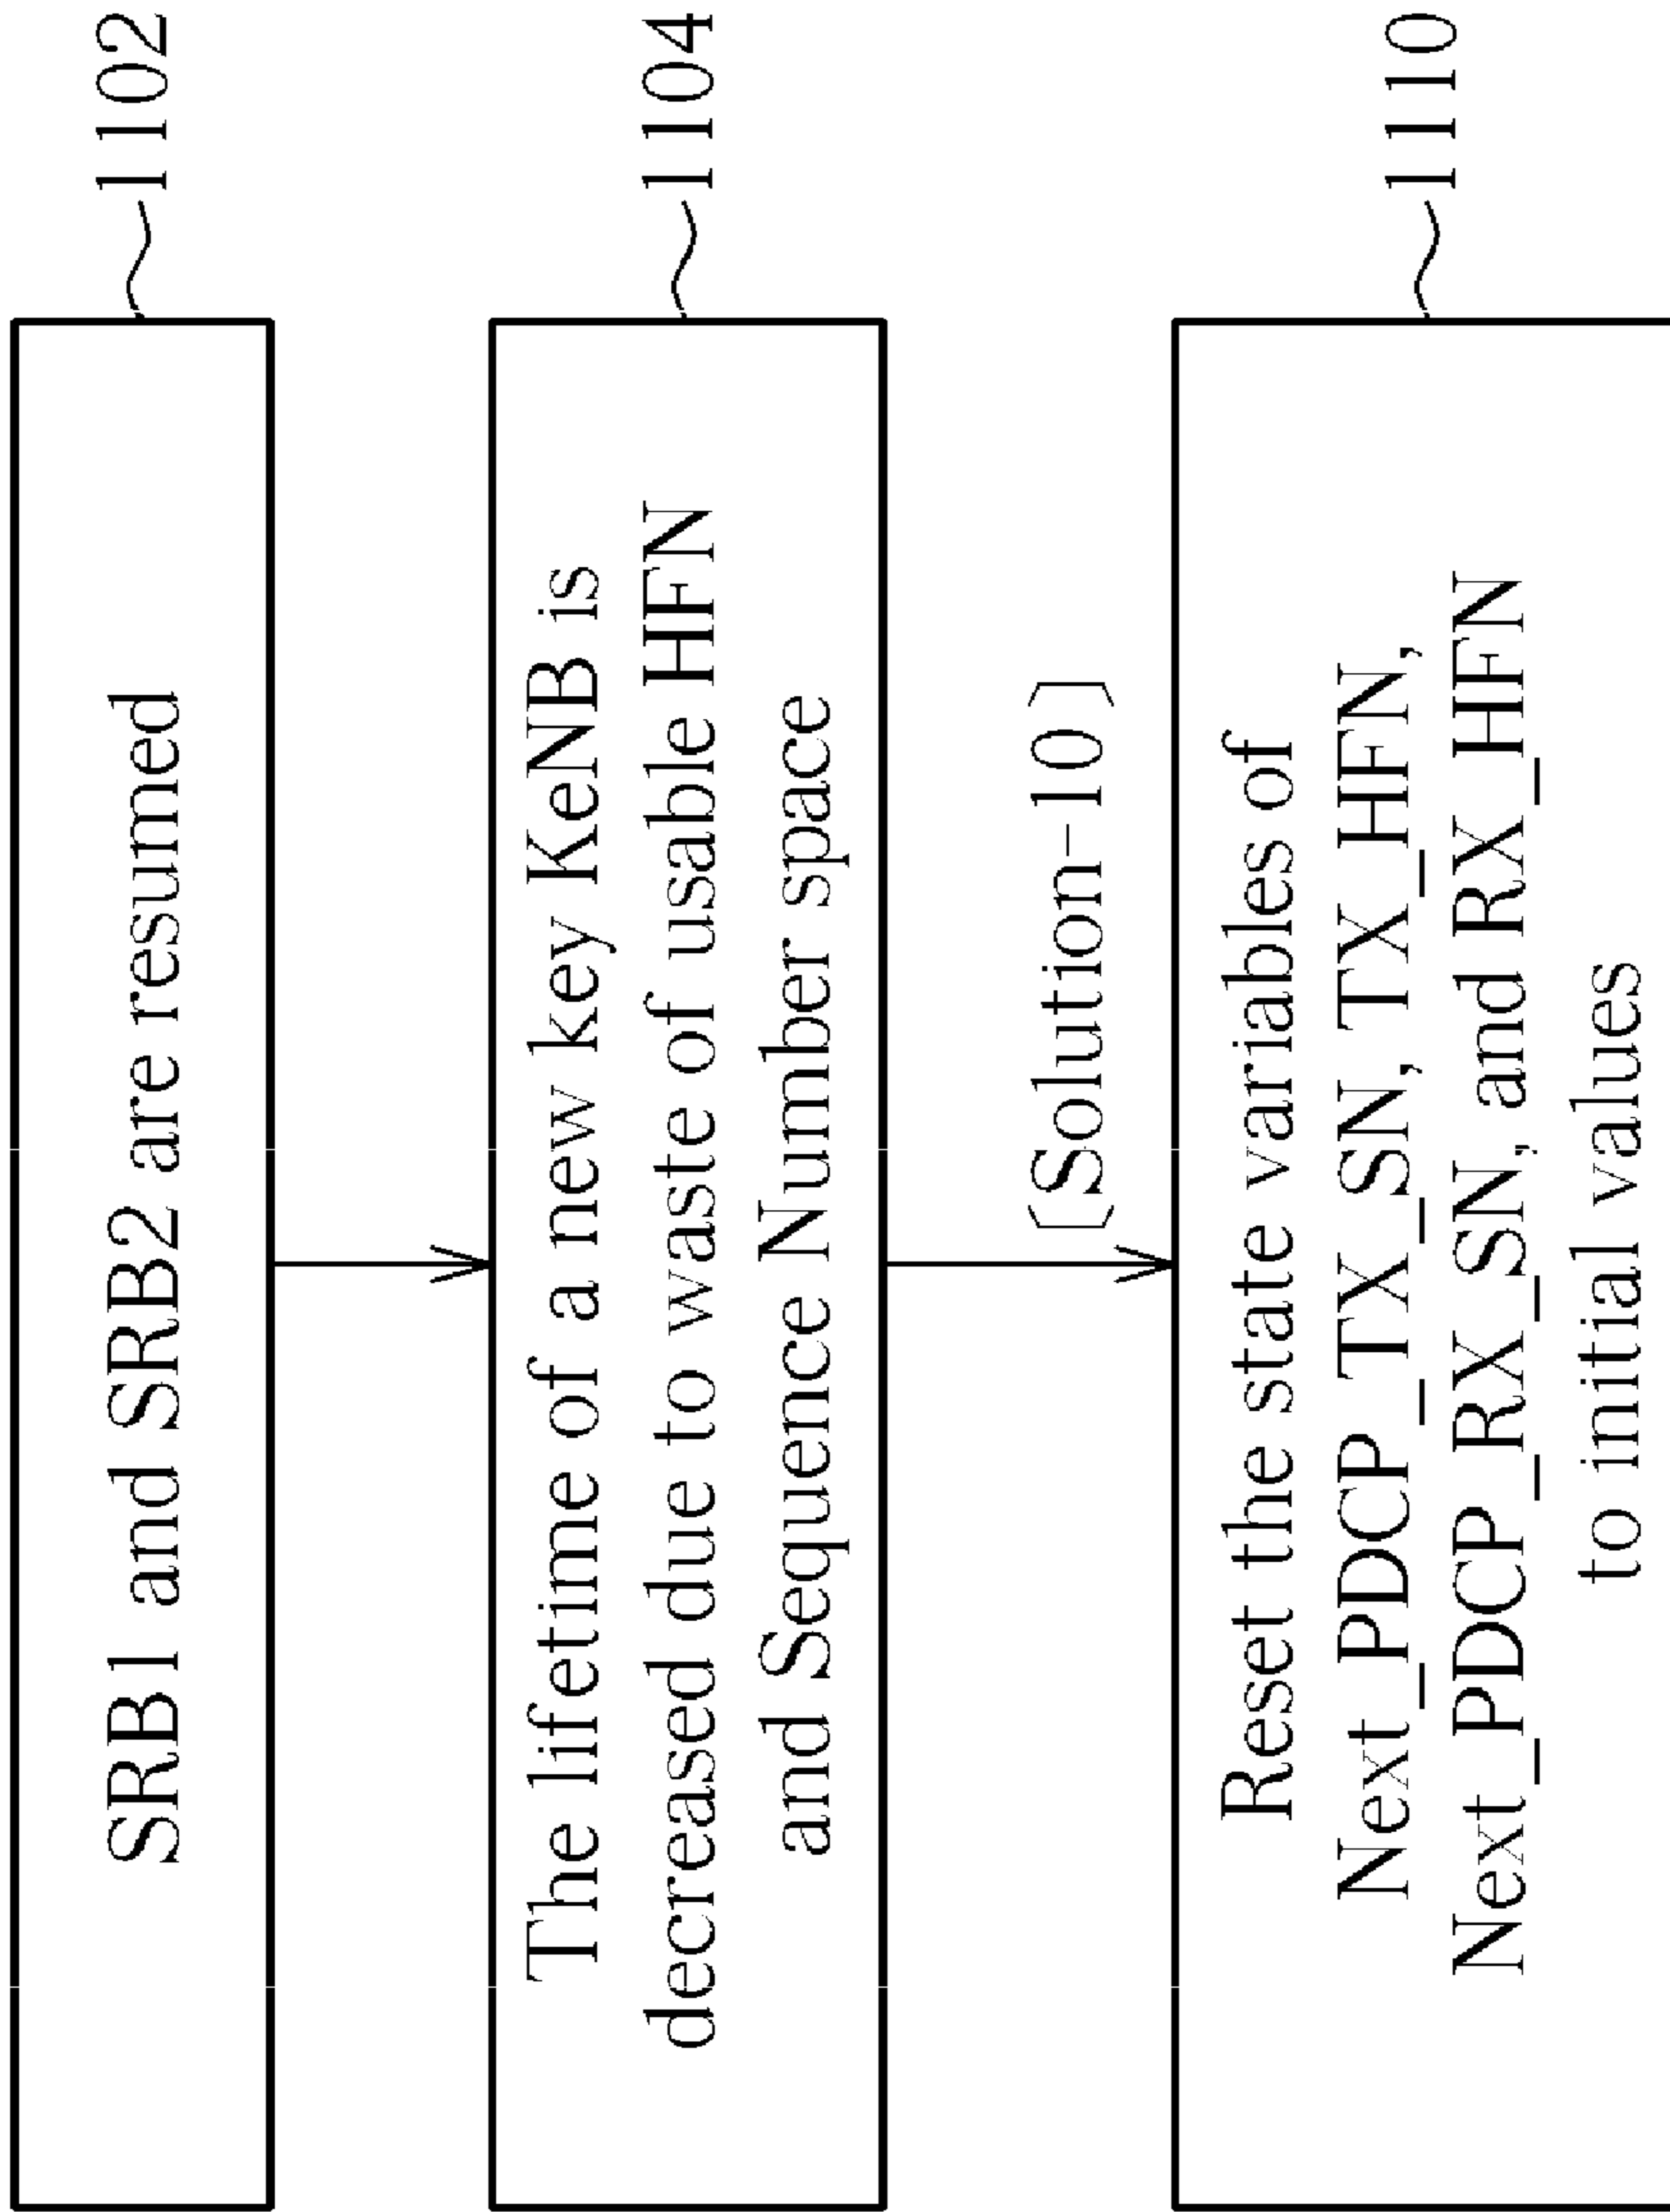 SRB1 and SRB2 are resumed
1102
The lifetime of a new key KeNB is
decreased due to waste of usable HFN
and Sequence Number space
1104
[Solution-10]
Reset the state variables of
Next_PDCP_TX_SN, TX_HFN,
Next_PDCP_RX_SN, and RX_HFN
to initial values
1110